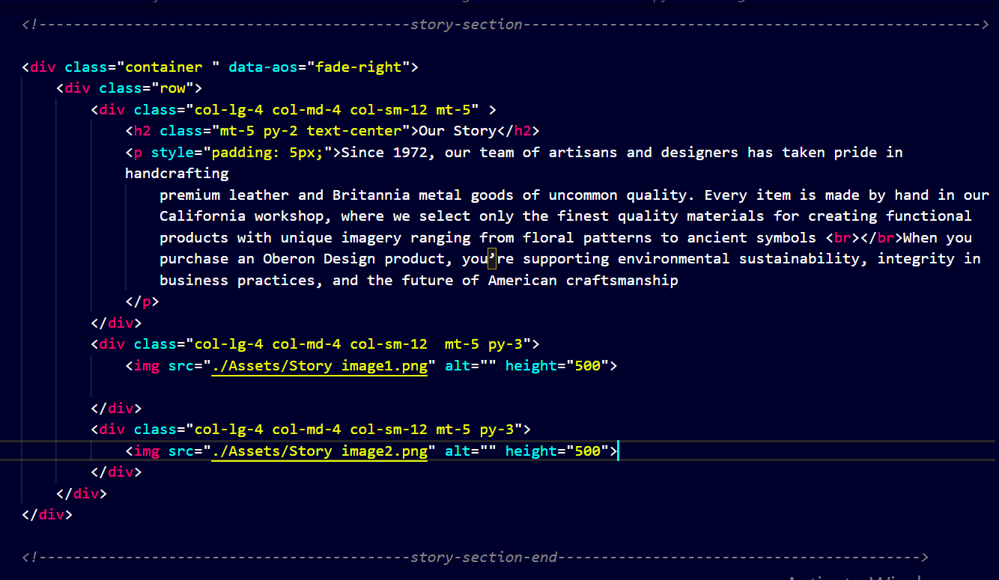 <!-------------------------------------------story-section----------------------------------------------------->
<div class="container " data-aos="fade-right">
<div class="row">
<div class="col-lg-4 col-md-4 col-sm-12 mt-5" >
<h2 class="mt-5 py-2 text-center">Our Story</h2>
<p style="padding: 5px;">Since 1972, our team of artisans and designers has taken pride in
handcrafting
premium leather and Britannia metal goods of uncommon quality. Every item is made by hand in our
California workshop, where we select only the finest quality materials for creating functional
products with unique imagery ranging from floral patterns to ancient symbols <br></br>When you
purchase an Oberon Design product, you’re supporting environmental sustainability, integrity in
business practices, and the future of American craftsmanship
</p>
</div>
<div class="col-lg-4 col-md-4 col-sm-12  mt-5 py-3">
<img src="./Assets/Story image1.png" alt="" height="500">
</div>
<div class="col-lg-4 col-md-4 col-sm-12 mt-5 py-3">
<img src="./Assets/Story image2.png" alt="" height="500">
</div>
</div>
</div>
<!-------------------------------------------story-section-end------------------------------------------>